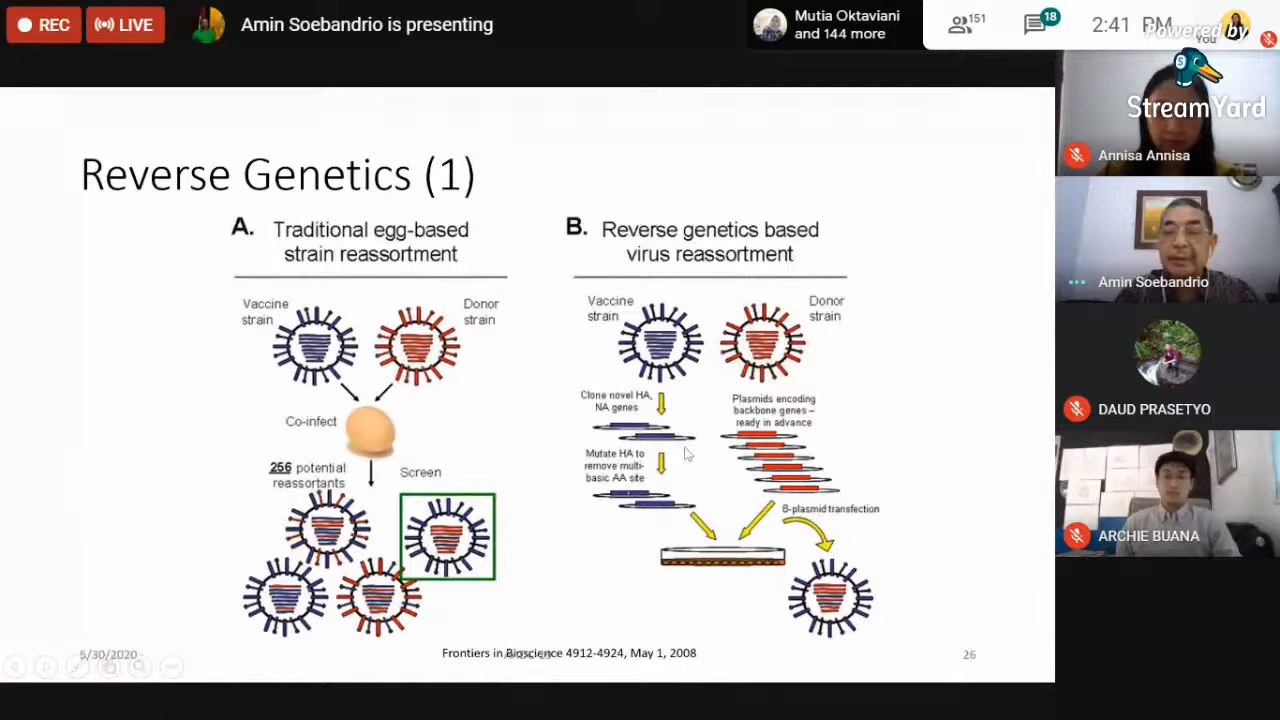 REC
LIVE
Amin Soebandrio is presenting
Mutia Oktaviani
and 144 more
151
18
2:41 PM
You
Powered by
StreamYard
Annisa Annisa
Amin Soebandrio
DAUD PRASETYO
ARCHIE BUANA
Reverse Genetics (1)
A. Traditional egg-based
strain reassortment
Vaccine
strain
Donor
strain
Co-infect
256 potential
reassortants
Screen
B. Reverse genetics based
virus reassortment
Vaccine
strain
Donor
strain
Clone novel HA,
NA genes
Plasmids encoding
backbone genes –
ready in advance
Mutate HA to
remove multi-
basic AA site
8-plasmid transfection
5/30/2020
Frontiers in Bioscience 4912-4924, May 1, 2008
26